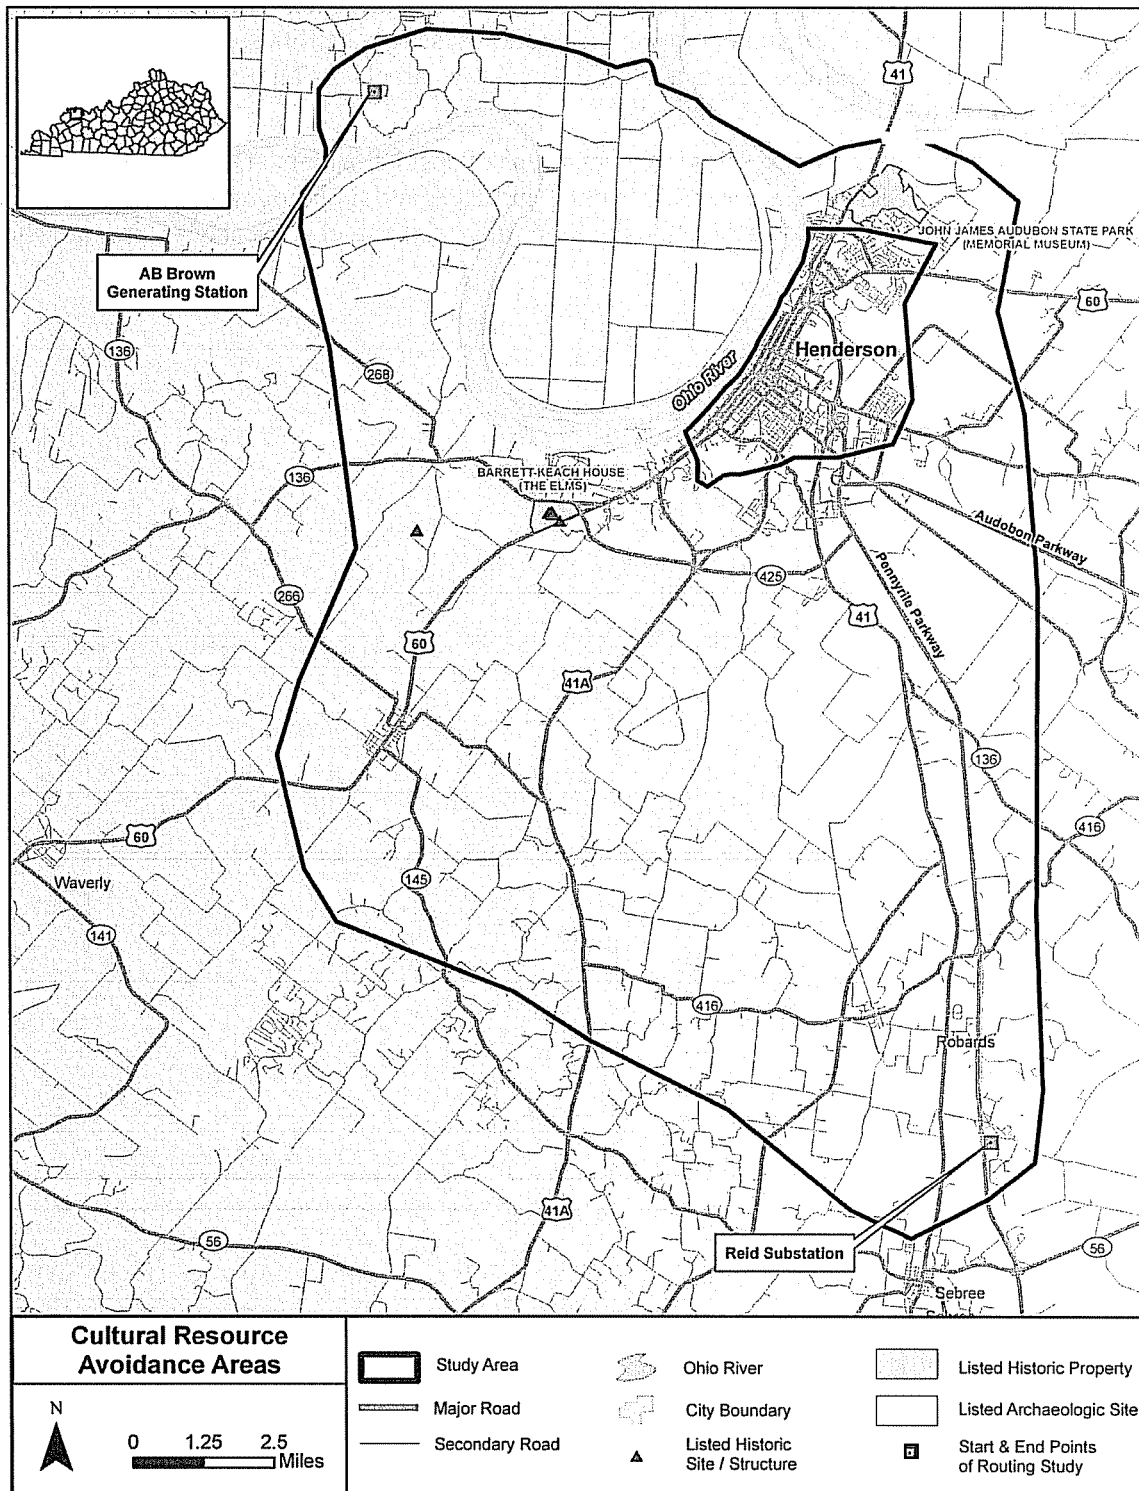 41
JOHN JAMES AUDUBON STATE PARK
(MEMORIAL MUSEUM)
AB Brown
Generating Station
60
136
Henderson
268
Ohio River
BARRETT-KEACH HOUSE
(THE ELMS)
136
Audobon Parkway
425
266
Pennyrile Parkway
41
60
41A
136
416
60
Waverly
145
141
416
Robards
41A
56
Reid Substation
56
Sebree
Cultural Resource
Avoidance Areas
N
0 1.25 2.5
Miles
Study Area
Major Road
Secondary Road
Ohio River
City Boundary
Listed Historic
Site / Structure
Listed Historic Property
Listed Archaeologic Site
Start & End Points
of Routing Study